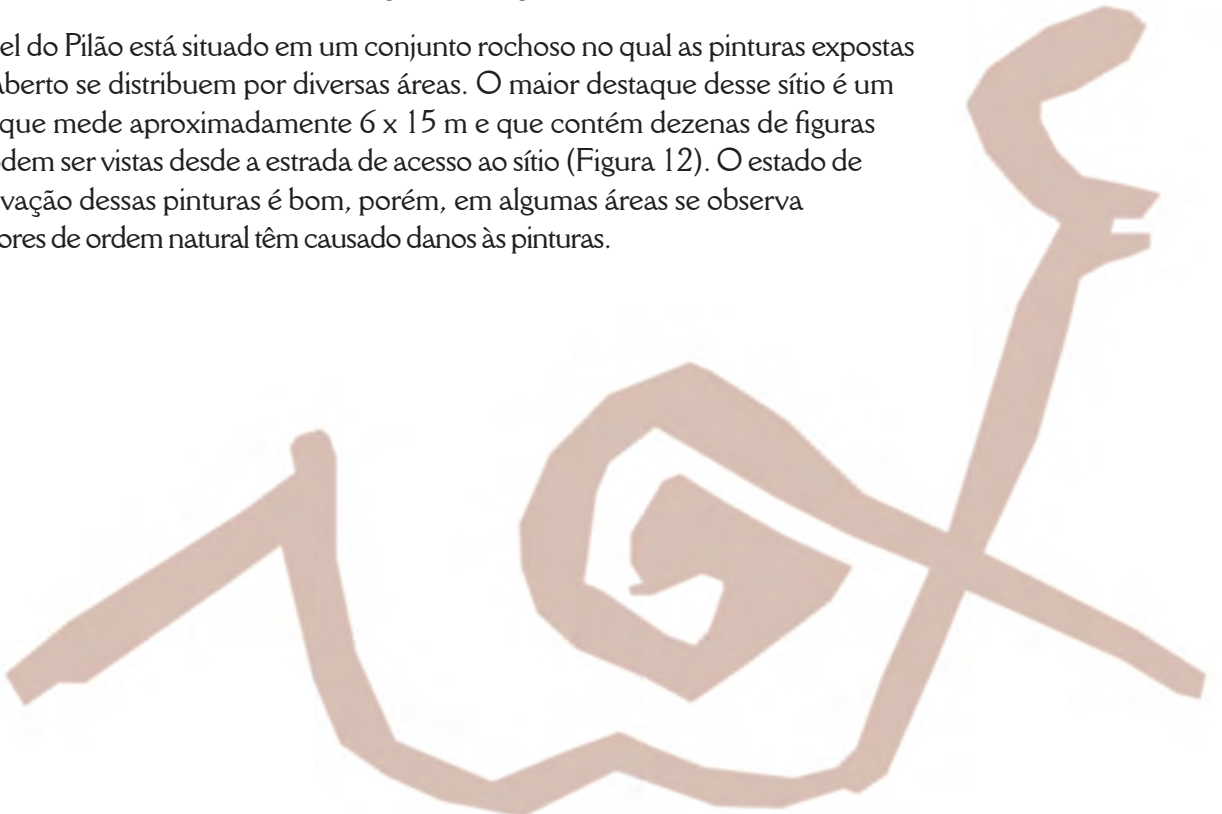 el do Pilão está situado em um conjunto rochoso no qual as pinturas expostas
berto se distribuem por diversas áreas. O maior destaque desse sítio é um
que mede aproximadamente 6 x 15 m e que contém dezenas de figuras
dem ser vistas desde a estrada de acesso ao sítio (Figura 12). O estado de
vação dessas pinturas é bom, porém, em algumas áreas se observa
ores de ordem natural têm causado danos às pinturas.